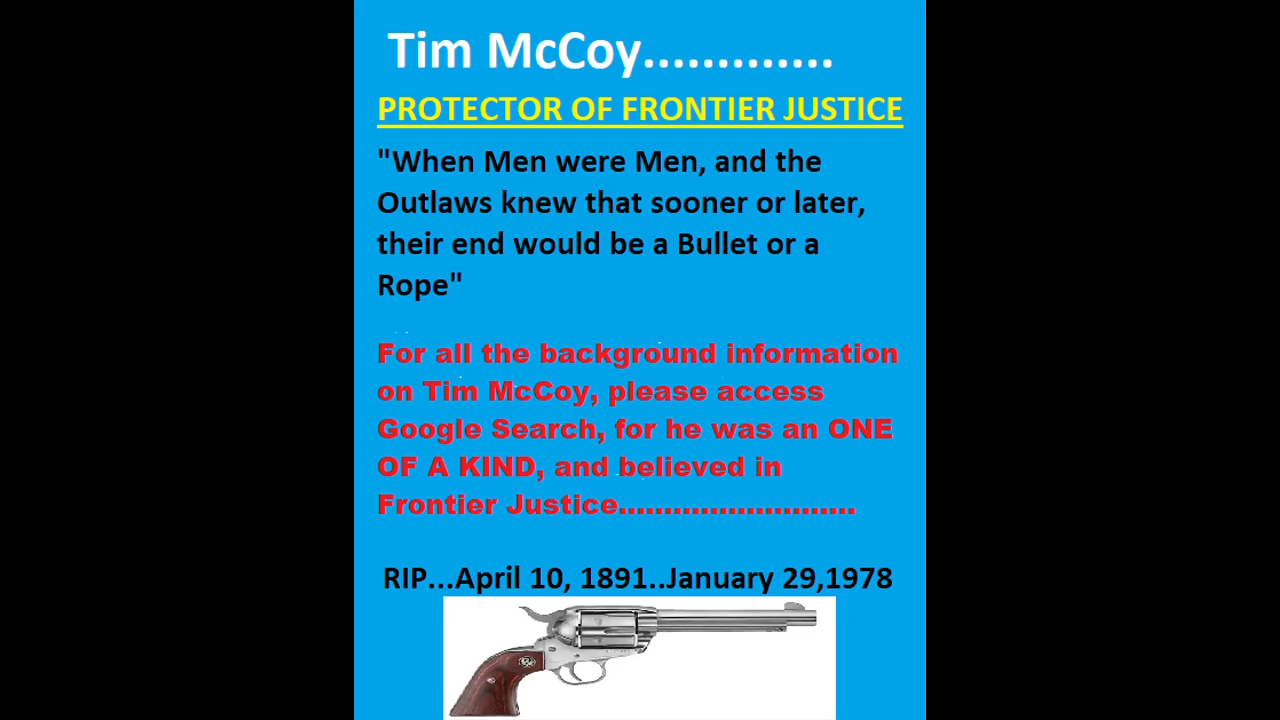 Tim McCoy.............
PROTECTOR OF FRONTIER JUSTICE
"When Men were Men, and the
Outlaws knew that sooner or later,
their end would be a Bullet or a
Rope"
For all the background information
on Tim McCoy, please access
Google Search, for he was an ONE
OF A KIND, and believed in
Frontier Justice..........................
RIP...April 10, 1891..January 29,1978